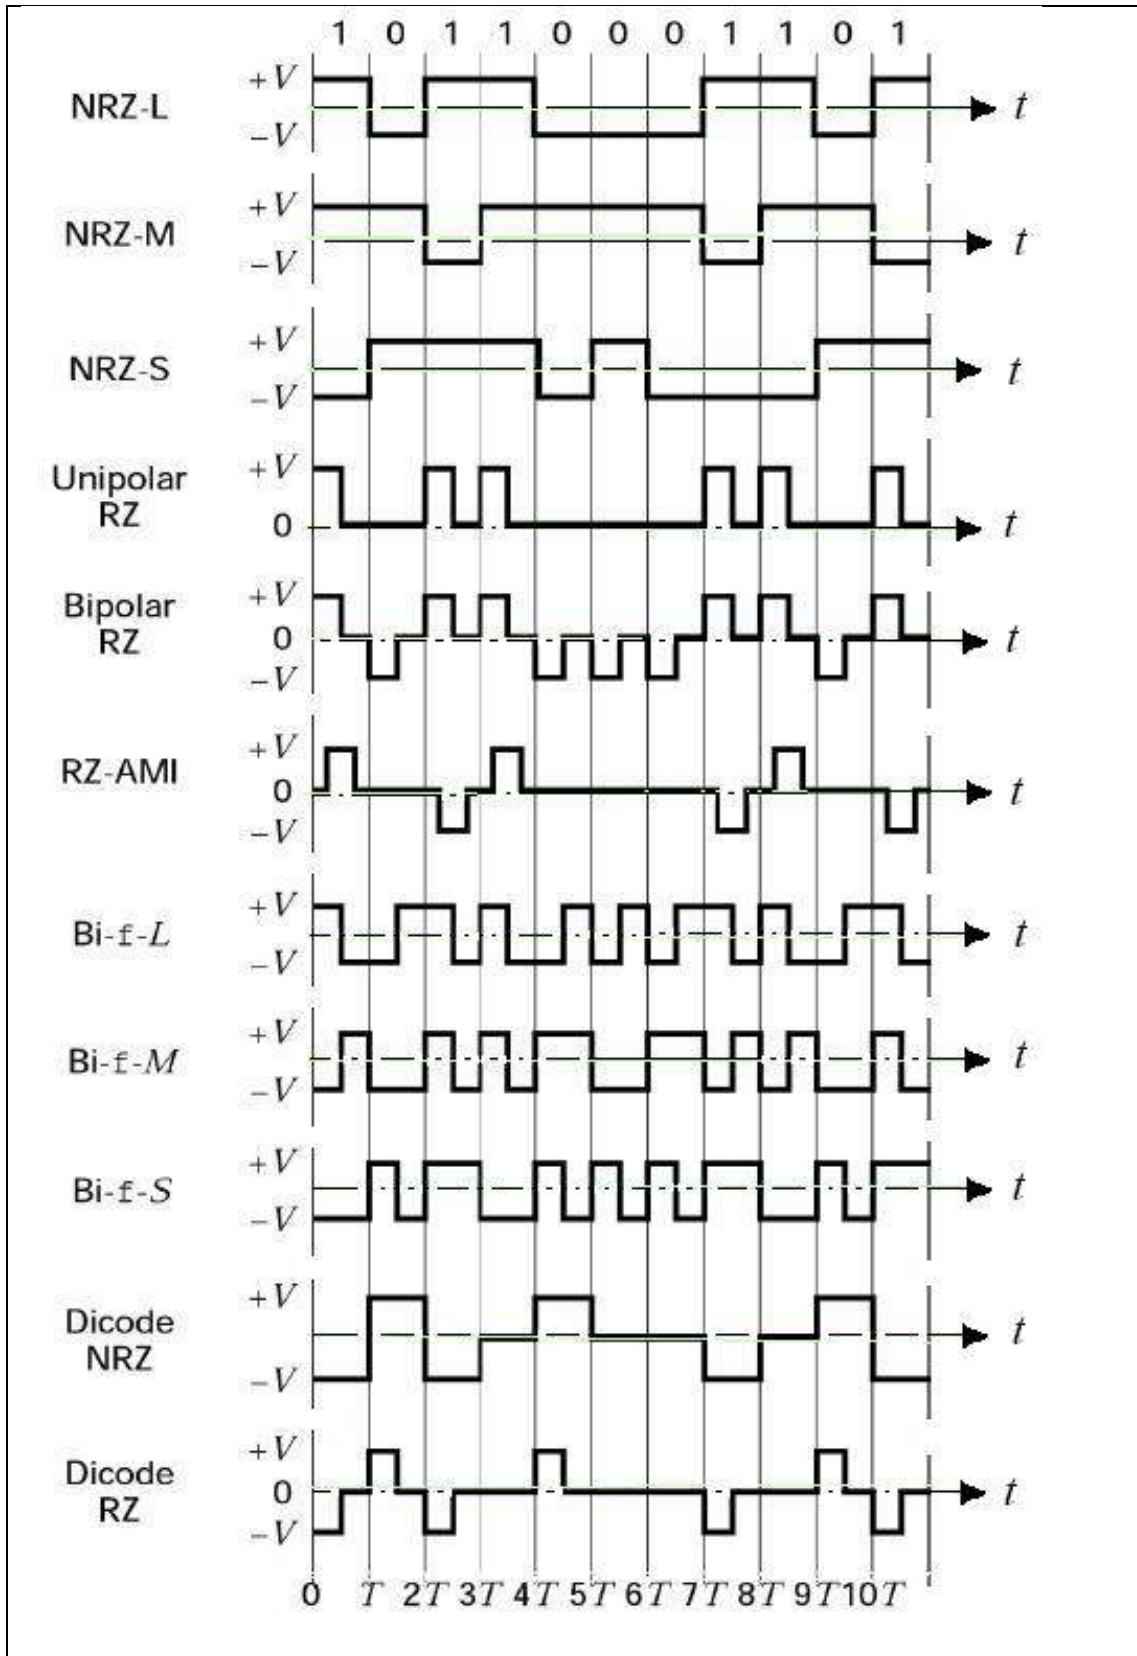 1 0 1 1 0 0 0 1 1 0 1
+V
NRZ-L
−V
t
+V
NRZ-M
−V
t
+V
NRZ-S
−V
t
Unipolar
RZ
+V
0
t
Bipolar
RZ
+V
0
−V
t
RZ-AMI
+V
0
−V
t
+V
Bi-f-L
−V
t
+V
Bi-f-M
−V
t
+V
Bi-f-S
−V
t
Dicode
NRZ
+V
−V
t
Dicode
RZ
+V
0
−V
t
0 T 2T 3T 4T 5T 6T 7T 8T 9T 10T